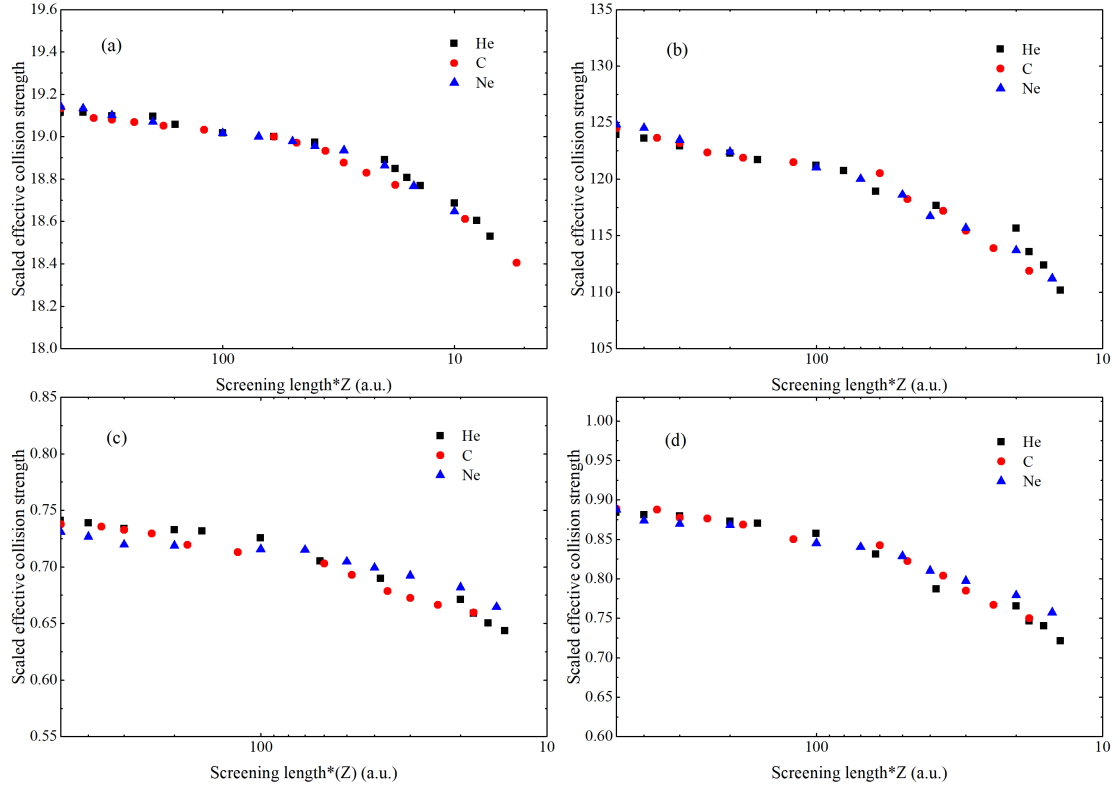 (a)
He
C
Ne
Scaled effective collision strength
19.6
19.4
19.2
19.0
18.8
18.6
18.4
18.2
18.0
100
10
Screening length*Z (a.u.)
(b)
He
C
Ne
Scaled effective collision strength
135
130
125
120
115
110
105
100
10
Screening length*Z (a.u.)
(c)
He
C
Ne
Scaled effective collision strength
0.85
0.80
0.75
0.70
0.65
0.60
0.55
100
10
Screening length*(Z) (a.u.)
(d)
He
C
Ne
Scaled effective collision strength
1.00
0.95
0.90
0.85
0.80
0.75
0.70
0.65
0.60
100
10
Screening length*Z (a.u.)